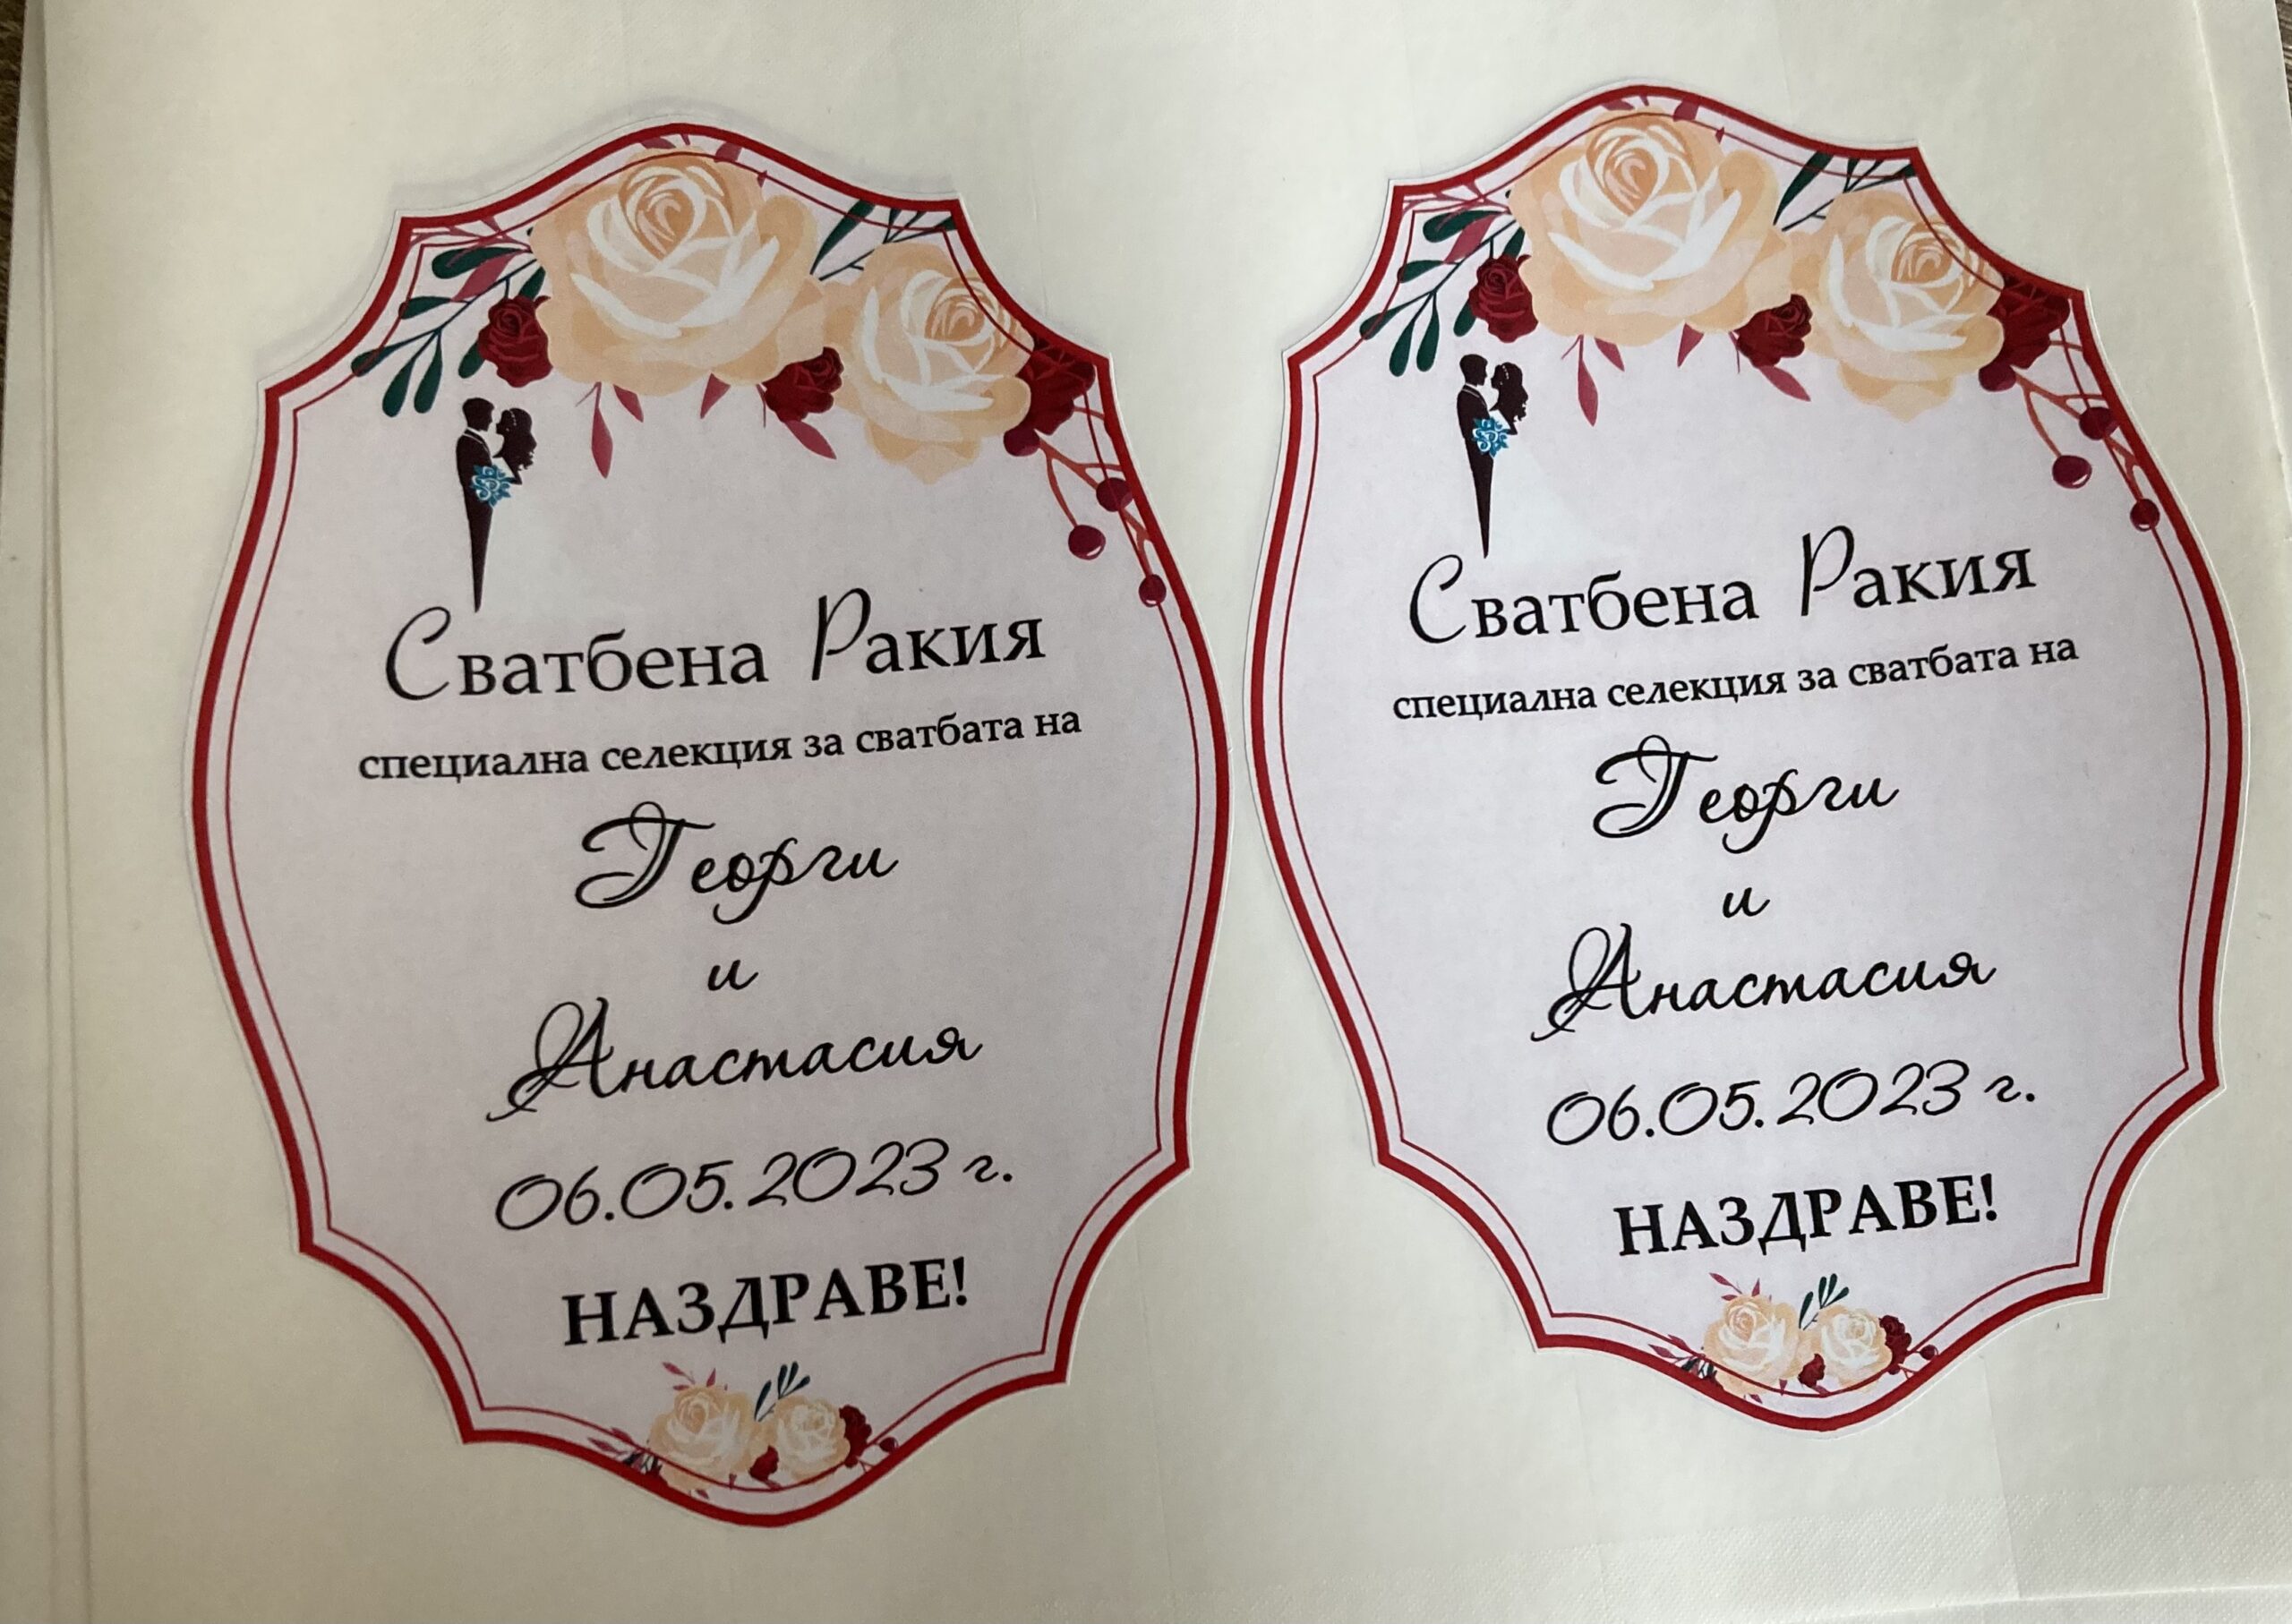 Сватбена Ракия
специална селекция за сватбата на
Георги
и
Анастасия
06.05.2023 г.
НАЗДРАВЕ!
Сватбена Ракия
специална селекция за сватбата на
Георги
и
Анастасия
06.05.2023 г.
НАЗДРАВЕ!